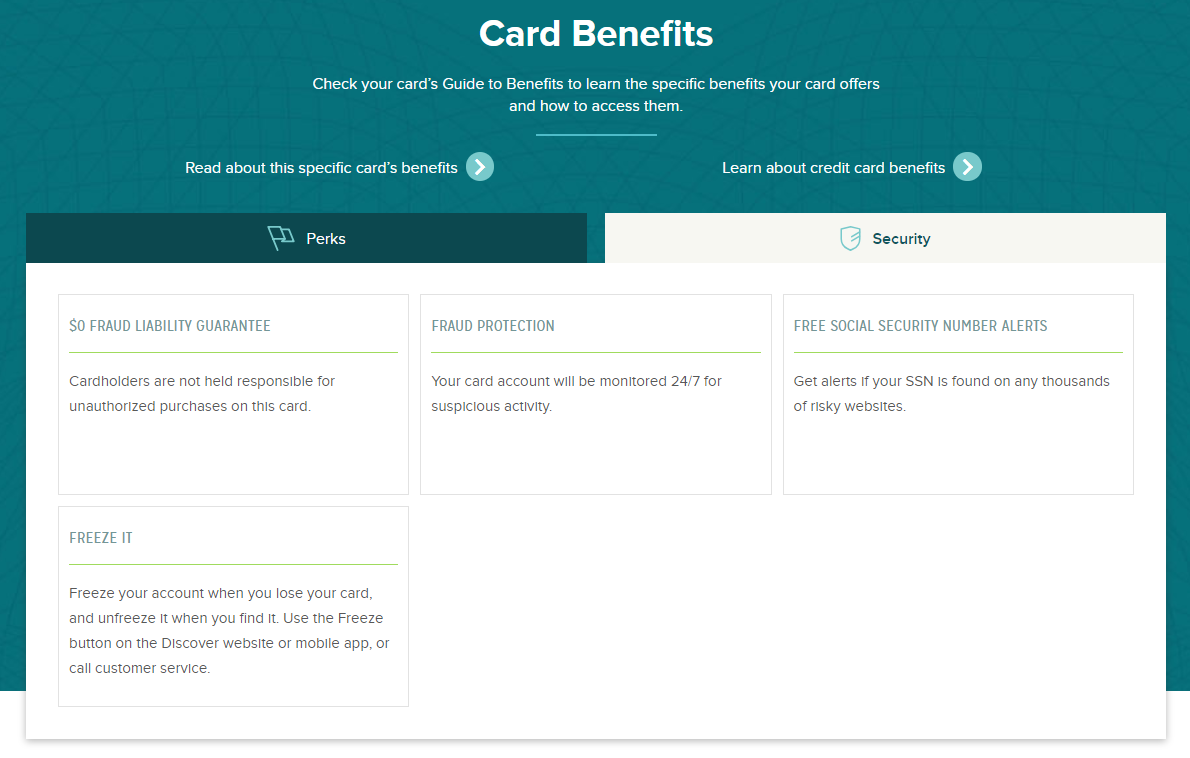 Card Benefits
Check your card’s Guide to Benefits to learn the specific benefits your card offers
and how to access them.
Read about this specific card’s benefits
Learn about credit card benefits
Perks
Security
$0 FRAUD LIABILITY GUARANTEE
Cardholders are not held responsible for
unauthorized purchases on this card.
FRAUD PROTECTION
Your card account will be monitored 24/7 for
suspicious activity.
FREE SOCIAL SECURITY NUMBER ALERTS
Get alerts if your SSN is found on any thousands
of risky websites.
FREEZE IT
Freeze your account when you lose your card,
and unfreeze it when you find it. Use the Freeze
button on the Discover website or mobile app, or
call customer service.